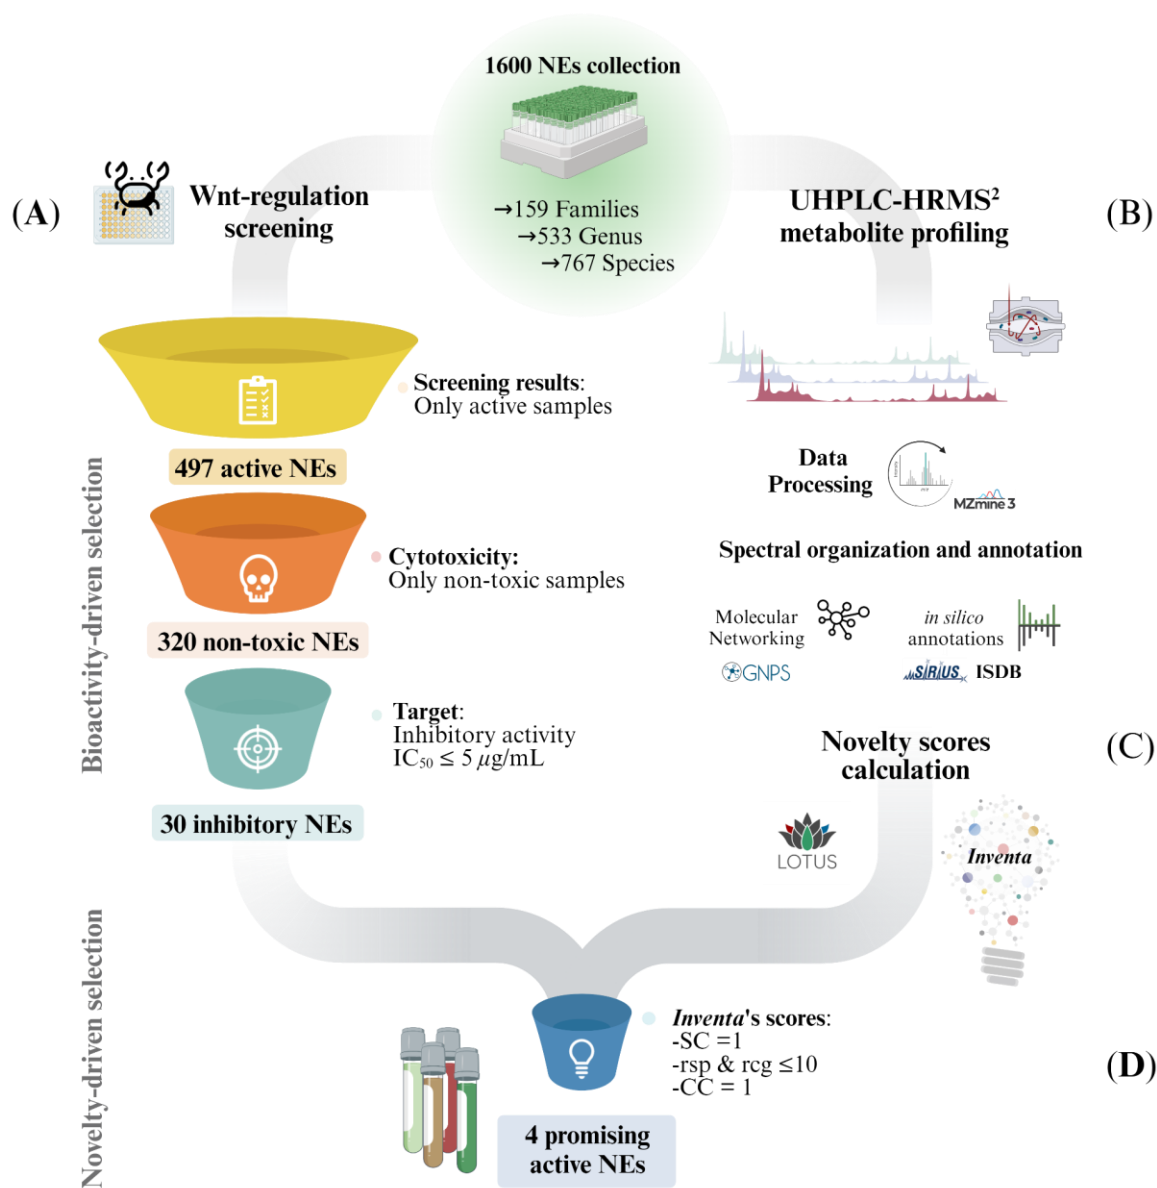 1600 NEs collection
→159 Families
→533 Genus
→767 Species
(A)
Wnt-regulation
screening
UHPLC-HRMS²
metabolite profiling
(B)
Screening results:
Only active samples
497 active NEs
Cytotoxicity:
Only non-toxic samples
320 non-toxic NEs
Target:
Inhibitory activity
IC₅₀ ≤ 5 µg/mL
30 inhibitory NEs
Bioactivity-driven selection
Data
Processing
MZmine 3
Spectral organization and annotation
Molecular
Networking
GNPS
in silico
annotations
SIRIUS ISDB
Novelty scores
calculation
(C)
LOTUS
Inventa
Novelty-driven selection
Inventa's scores:
-SC =1
-rsp & rcg ≤10
-CC = 1
(D)
4 promising
active NEs